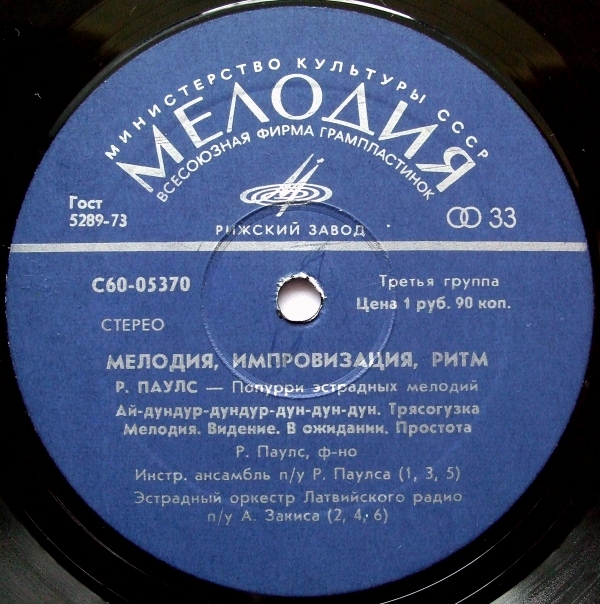 МИНИСТЕРСТВО КУЛЬТУРЫ СССР
МЕЛОДИЯ
ВСЕСОЮЗНАЯ ФИРМА ГРАМПЛАСТИНОК
Гост
5289-73
33
РИЖСКИЙ ЗАВОД
С60-05370
Третья группа
Цена 1 руб. 90 коп.
СТЕРЕО
МЕЛОДИЯ, ИМПРОВИЗАЦИЯ, РИТМ
Р. ПАУЛС — Попурри эстрадных мелодий
Ай-дундур-дундур-дун-дун-дун. Трясогузка
Мелодия. Видение. В ожидании. Простота
Р. Паулс, ф-но
Инстр. ансамбль п/у Р. Паулса (1, 3, 5)
Эстрадный оркестр Латвийского радио
п/у А. Закиса (2, 4, 6)